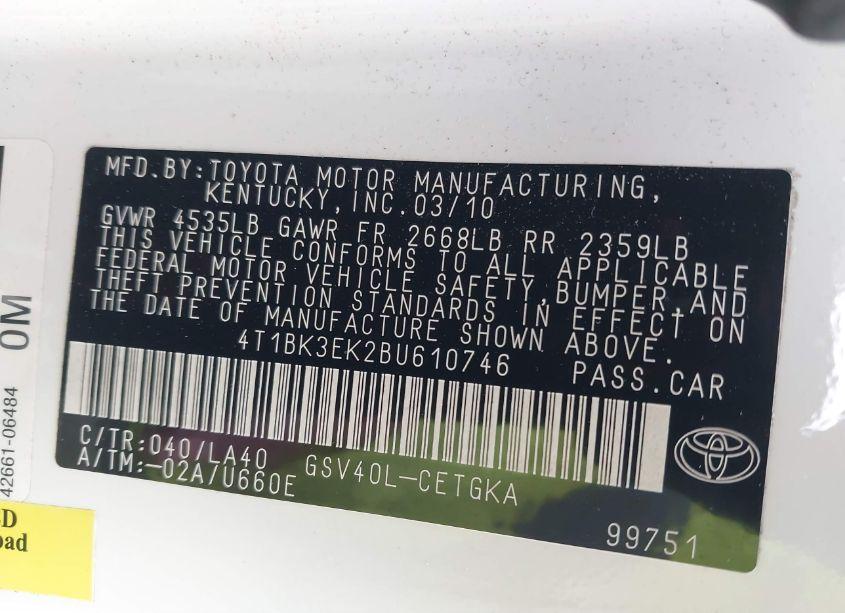 MFD.BY:TOYOTA MOTOR MANUFACTURING,
KENTUCKY,INC.03/10
GVWR 4535LB GAWR FR 2668LB RR 2359LB
THIS VEHICLE CONFORMS TO ALL APPLICABLE
FEDERAL MOTOR VEHICLE SAFETY,BUMPER,AND
THEFT PREVENTION STANDARDS IN EFFECT ON
THE DATE OF MANUFACTURE SHOWN ABOVE.
4T1BK3EK2BU610746 PASS.CAR
C/TR:040/LA40 GSV40L-CETGKA
A/TM:-02A/U660E
99751
0M
42661-06484